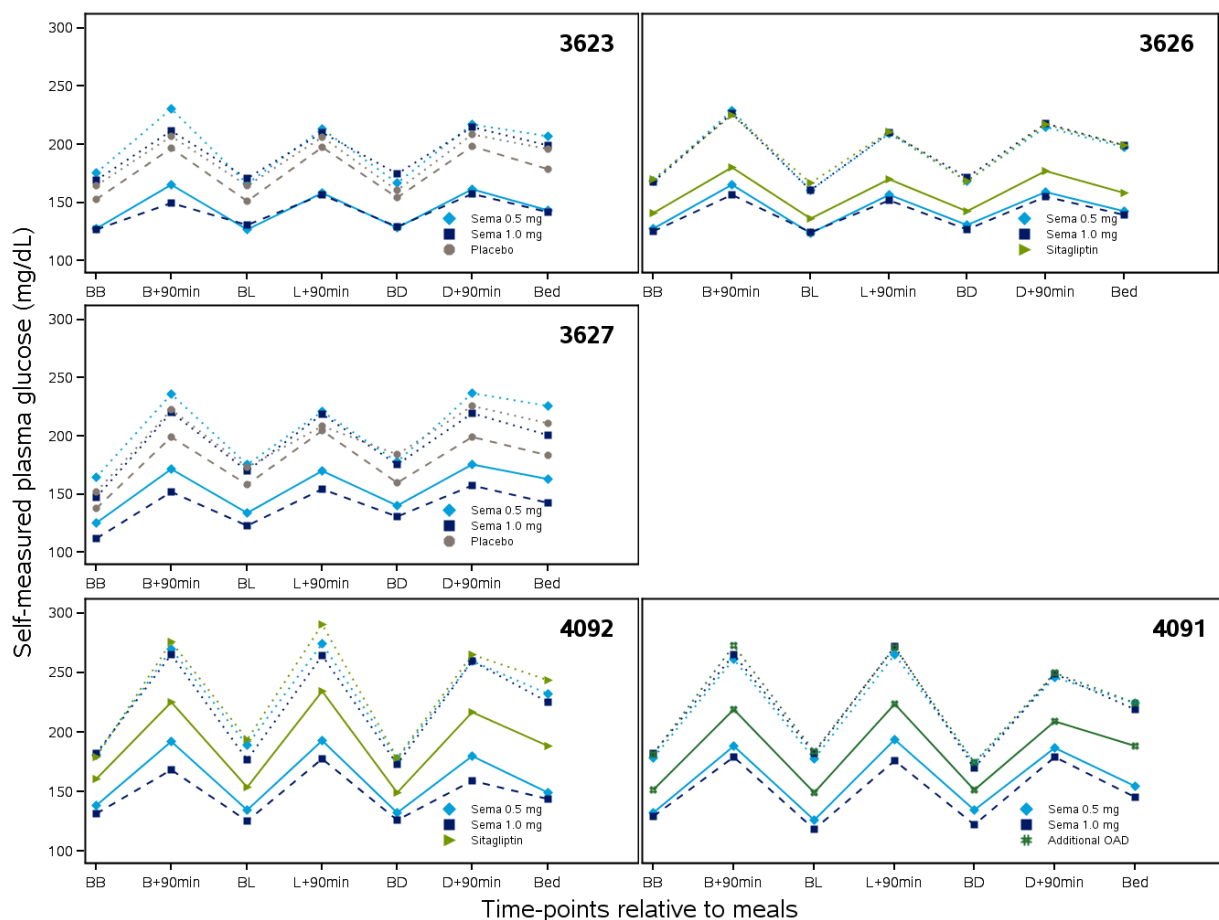 Self-measured plasma glucose (mg/dL)
3623
300
250
200
150
100
Sema 0.5 mg
Sema 1.0 mg
Placebo
BB B+90min BL L+90min BD D+90min Bed
3626
Sema 0.5 mg
Sema 1.0 mg
Sitagliptin
BB B+90min BL L+90min BD D+90min Bed
3627
300
250
200
150
100
Sema 0.5 mg
Sema 1.0 mg
Placebo
BB B+90min BL L+90min BD D+90min Bed
4092
300
250
200
150
100
Sema 0.5 mg
Sema 1.0 mg
Sitagliptin
BB B+90min BL L+90min BD D+90min Bed
4091
Sema 0.5 mg
Sema 1.0 mg
Additional OAD
BB B+90min BL L+90min BD D+90min Bed
Time-points relative to meals